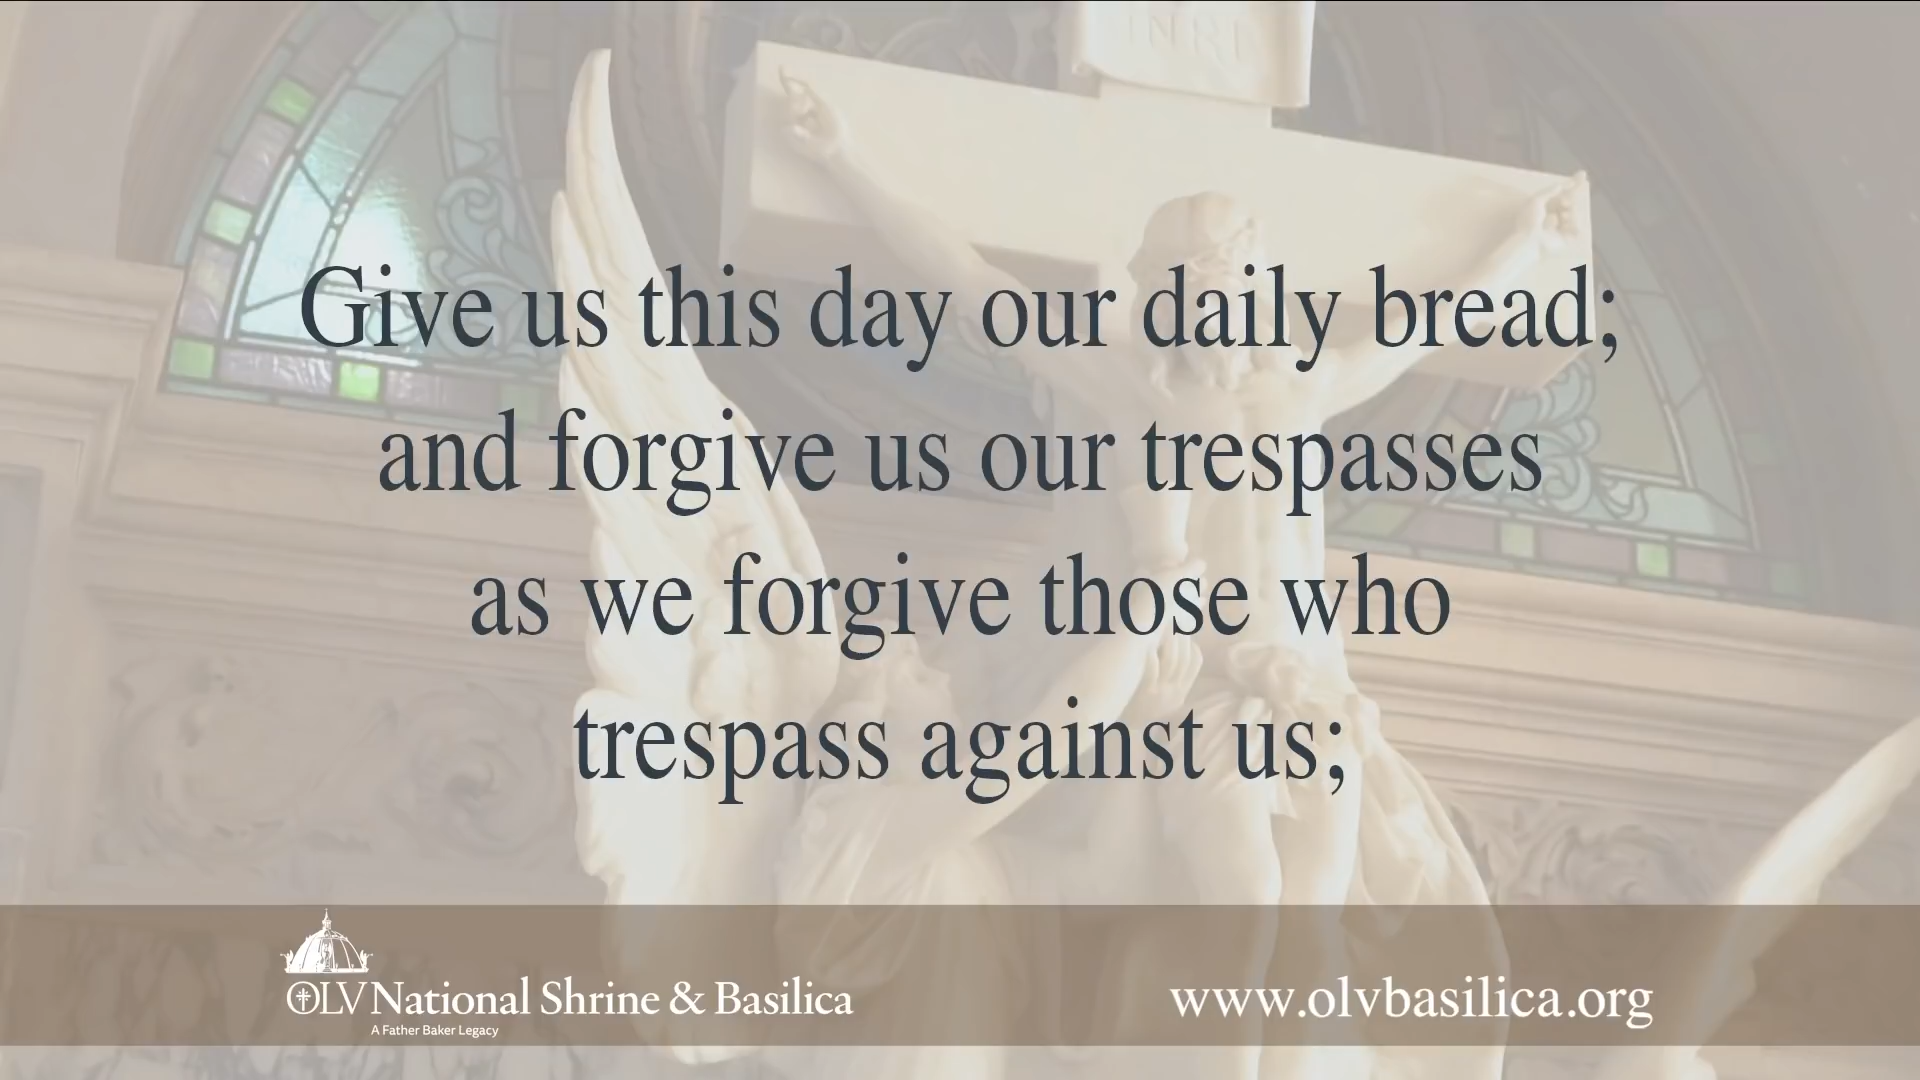 INRI
Give us this day our daily bread;
and forgive us our trespasses
as we forgive those who
trespass against us;
OLV National Shrine & Basilica
A Father Baker Legacy
www.olvbasilica.org